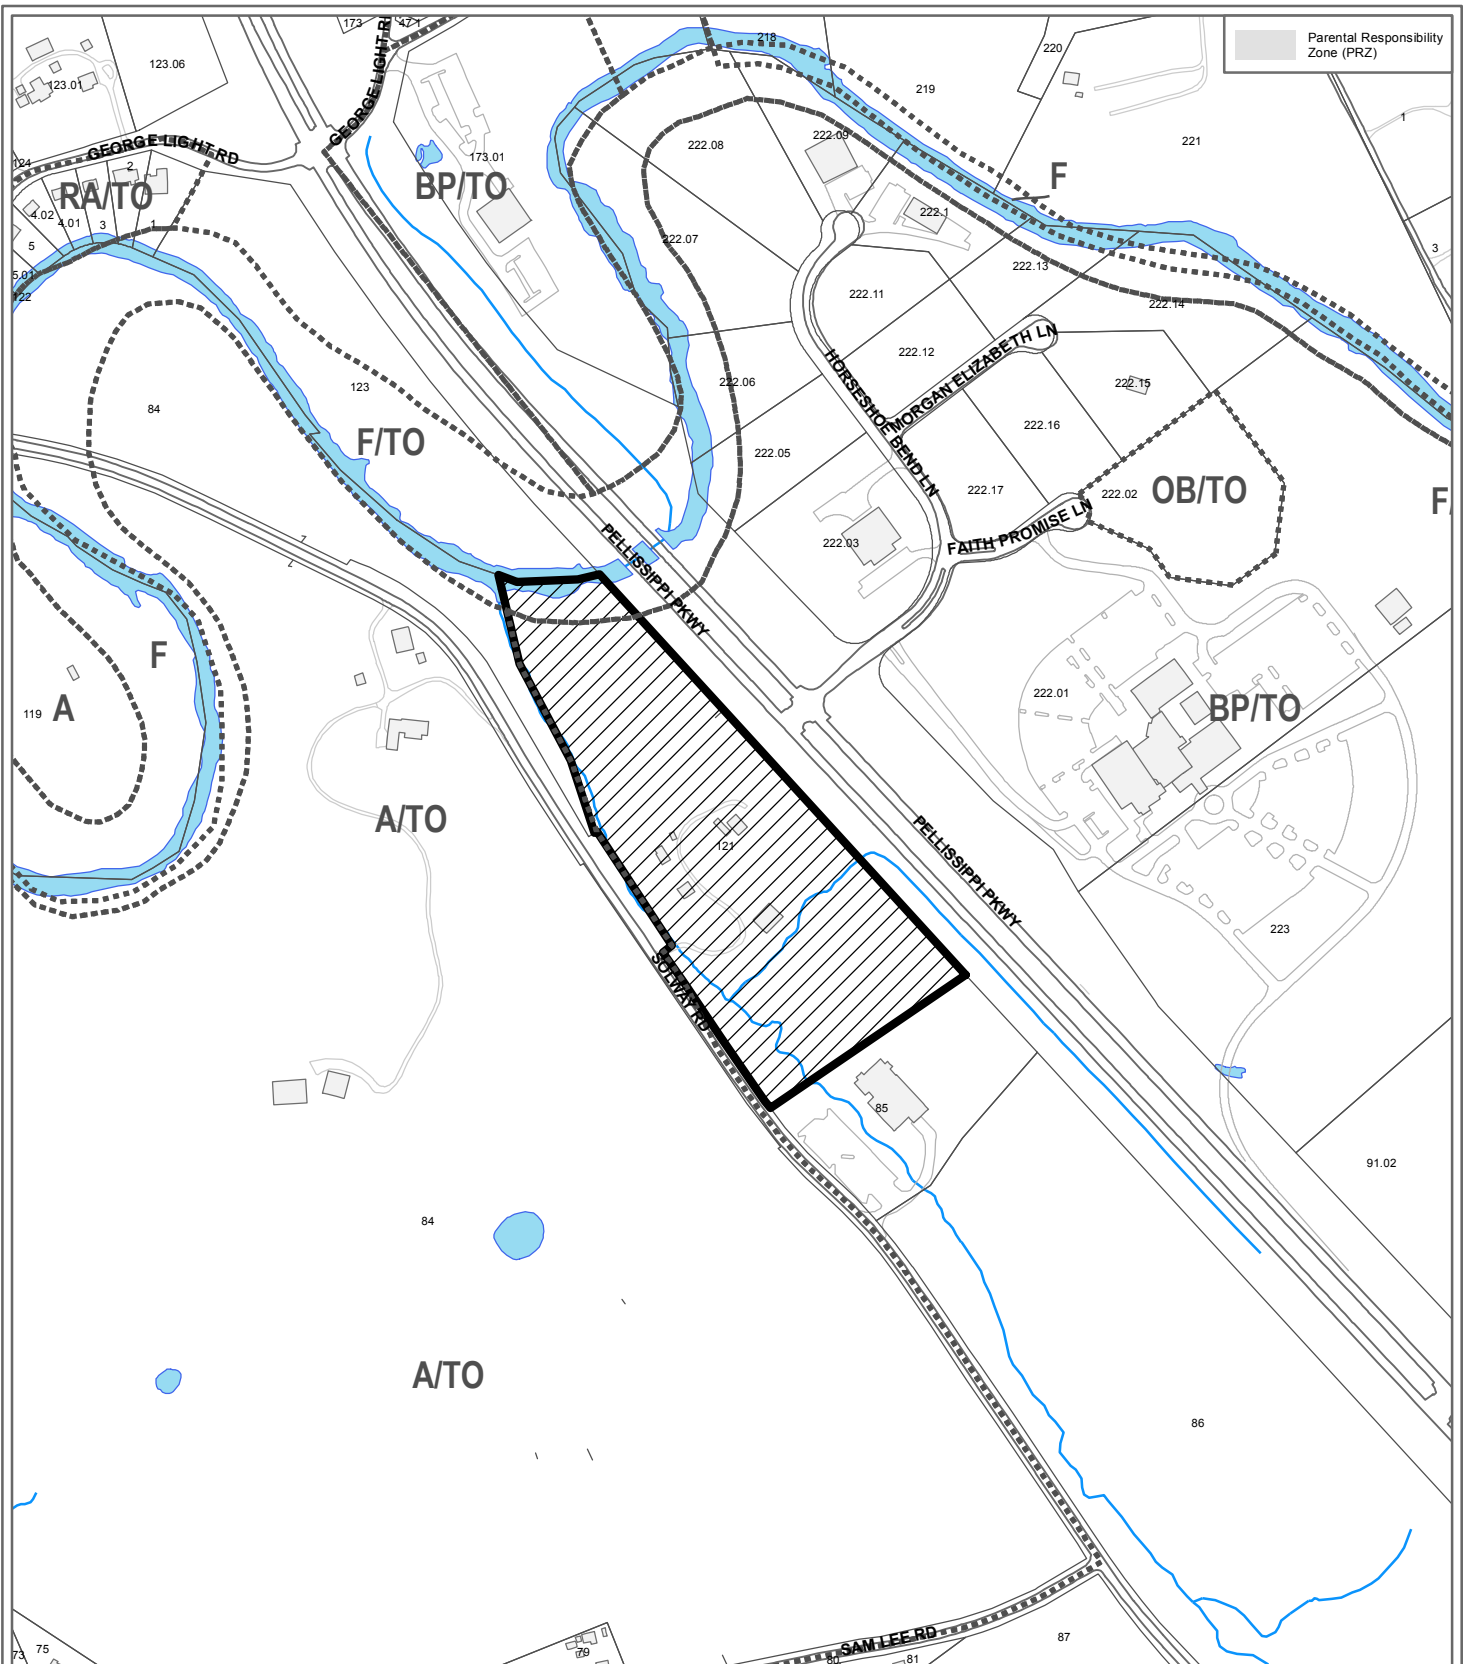 Parental Responsibility
Zone (PRZ)
173
47.1
123.06
123.01
GEORGE LIGHT RD
218
220
219
221
1
124
GEORGE LIGHT RD
2
173.01
222.08
222.09
RA/TO
BP/TO
F
4.02
4.01
3
1
222.1
5
222.07
3
5.01
122
222.11
222.13
222.14
222.12
MORGAN ELIZABETH LN
HORSESHOE BEND LN
123
84
222.06
222.15
F/TO
222.16
222.05
222.17
222.02
OB/TO
F/
PELLISSIPPI PKWY
222.03
FAITH PROMISE LN
F
A
119
222.01
BP/TO
A/TO
121
PELLISSIPPI PKWY
223
SOLWAY RD
85
91.02
84
A/TO
86
SAM LEE RD
87
75
73
79
80
81